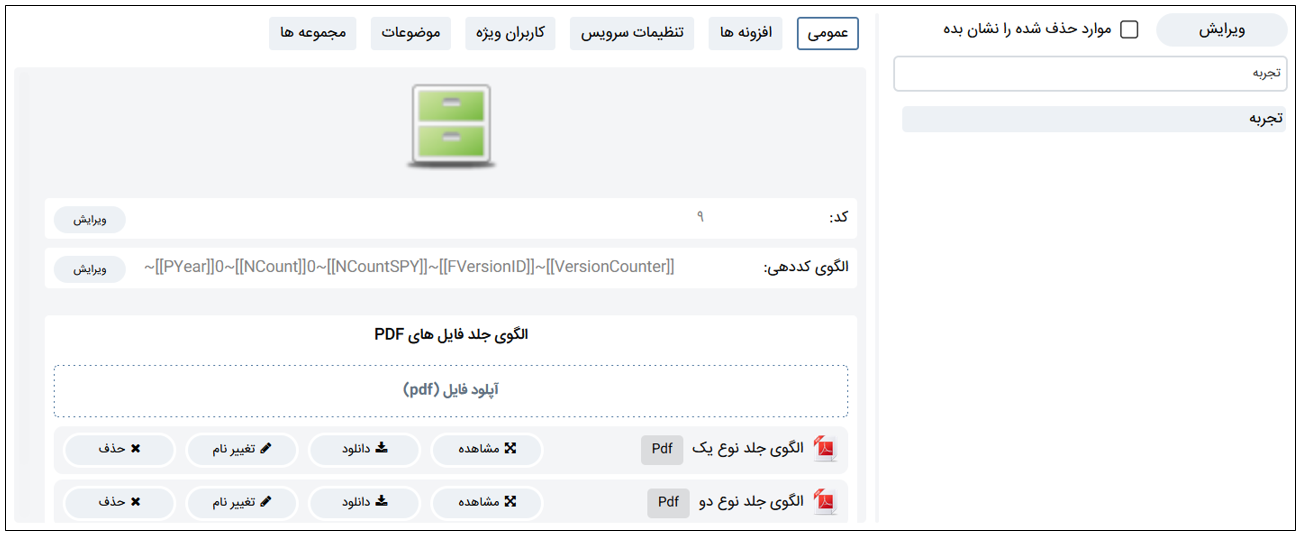 ویرایش
موارد حذف شده را نشان بده
تجربه
تجربه
عمومی
افزونه ها
تنظیمات سرویس
کاربران ویژه
موضوعات
مجموعه ها
کد: ۹ ویرایش
الگوی کددهی: ~[[PYear]]0~[[NCount]]0~[[NCountSPY]]~[[FVersionID]]~[[VersionCounter]] ویرایش
الگوی جلد فایل های PDF
آپلود فایل (pdf)
الگوی جلد نوع یک Pdf مشاهده دانلود تغییر نام حذف
الگوی جلد نوع دو Pdf مشاهده دانلود تغییر نام حذف